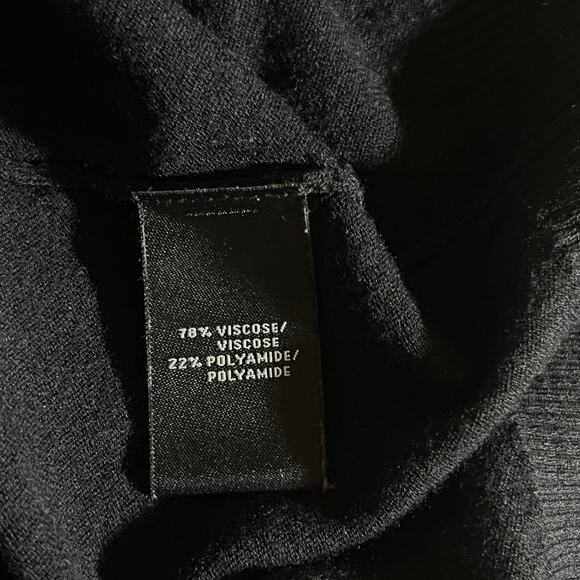 78% VISCOSE/
VISCOSE
22% POLYAMIDE/
POLYAMIDE